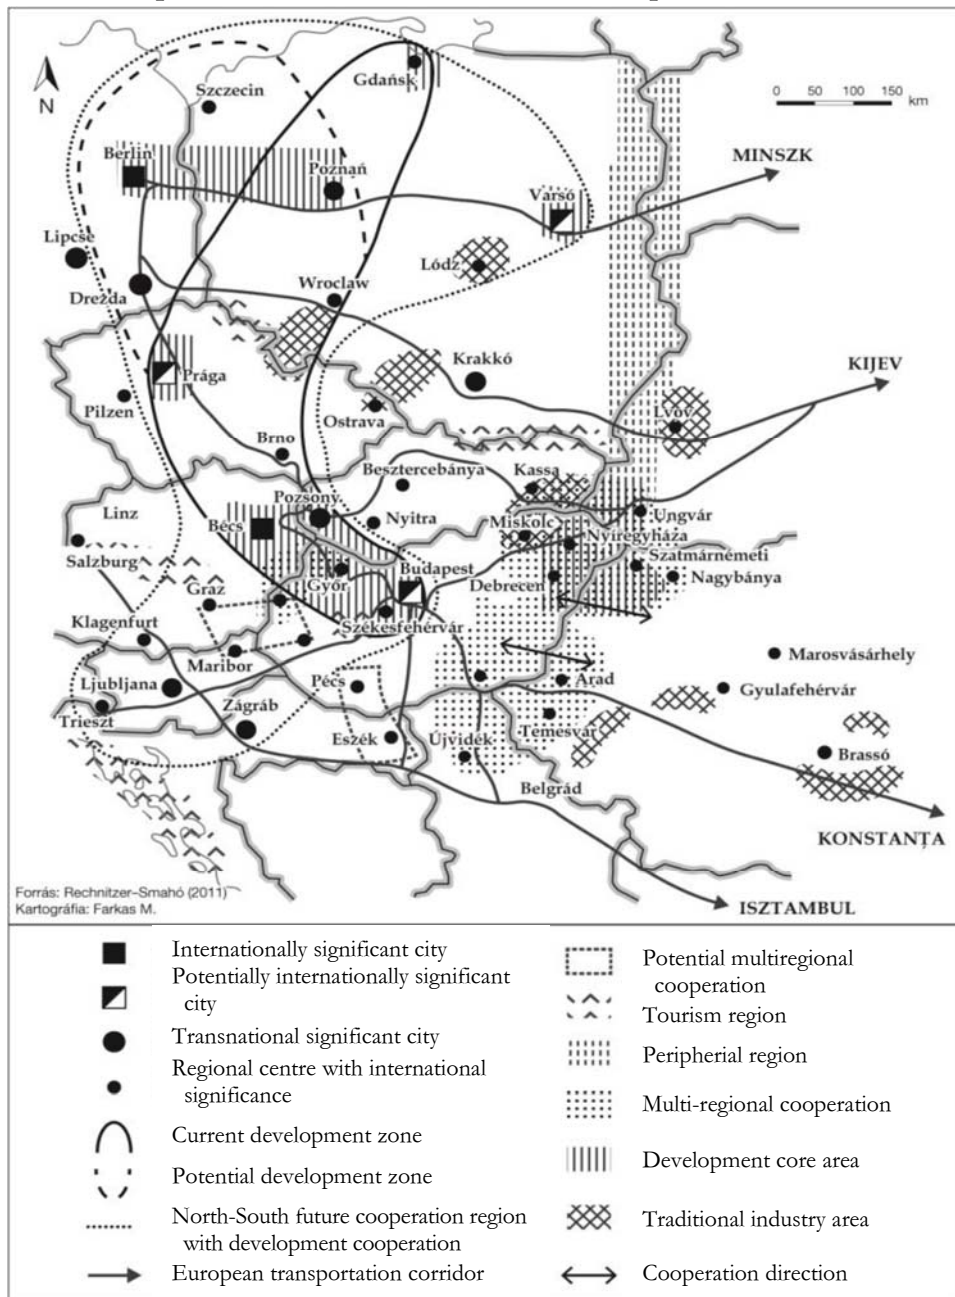 Gdańsk
Szczecin
N
0 50 100 150 km
Berlin
Poznań
MINSZK
Varsó
Lipcse
Lódź
Drezda
Wroclaw
Krakkó
KIJEV
Prága
Pilzen
Ostrava
Lvov
Brno
Besztercebánya
Kassa
Pozsony
Linz
Bécs
Nyitra
Miskolc
Ungvár
Nyíregyháza
Salzburg
Szatmárnémeti
Budapest
Győr
Debrecen
Nagybánya
Graz
Klagenfurt
Székesfehérvár
Maribor
Marosvásárhely
Ljubljana
Pécs
Arad
Gyulafehérvár
Zágráb
Trieszt
Temesvár
Eszék
Újvidék
Brassó
Belgrád
KONSTANȚA
Forrás: Rechnitzer–Smahó (2011)
Kartográfia: Farkas M.
ISZTAMBUL
Internationally significant city
Potentially internationally significant
city
Transnational significant city
Regional centre with international
significance
Current development zone
Potential development zone
North-South future cooperation region
with development cooperation
European transportation corridor
Potential multiregional
cooperation
Tourism region
Peripherial region
Multi-regional cooperation
Development core area
Traditional industry area
Cooperation direction